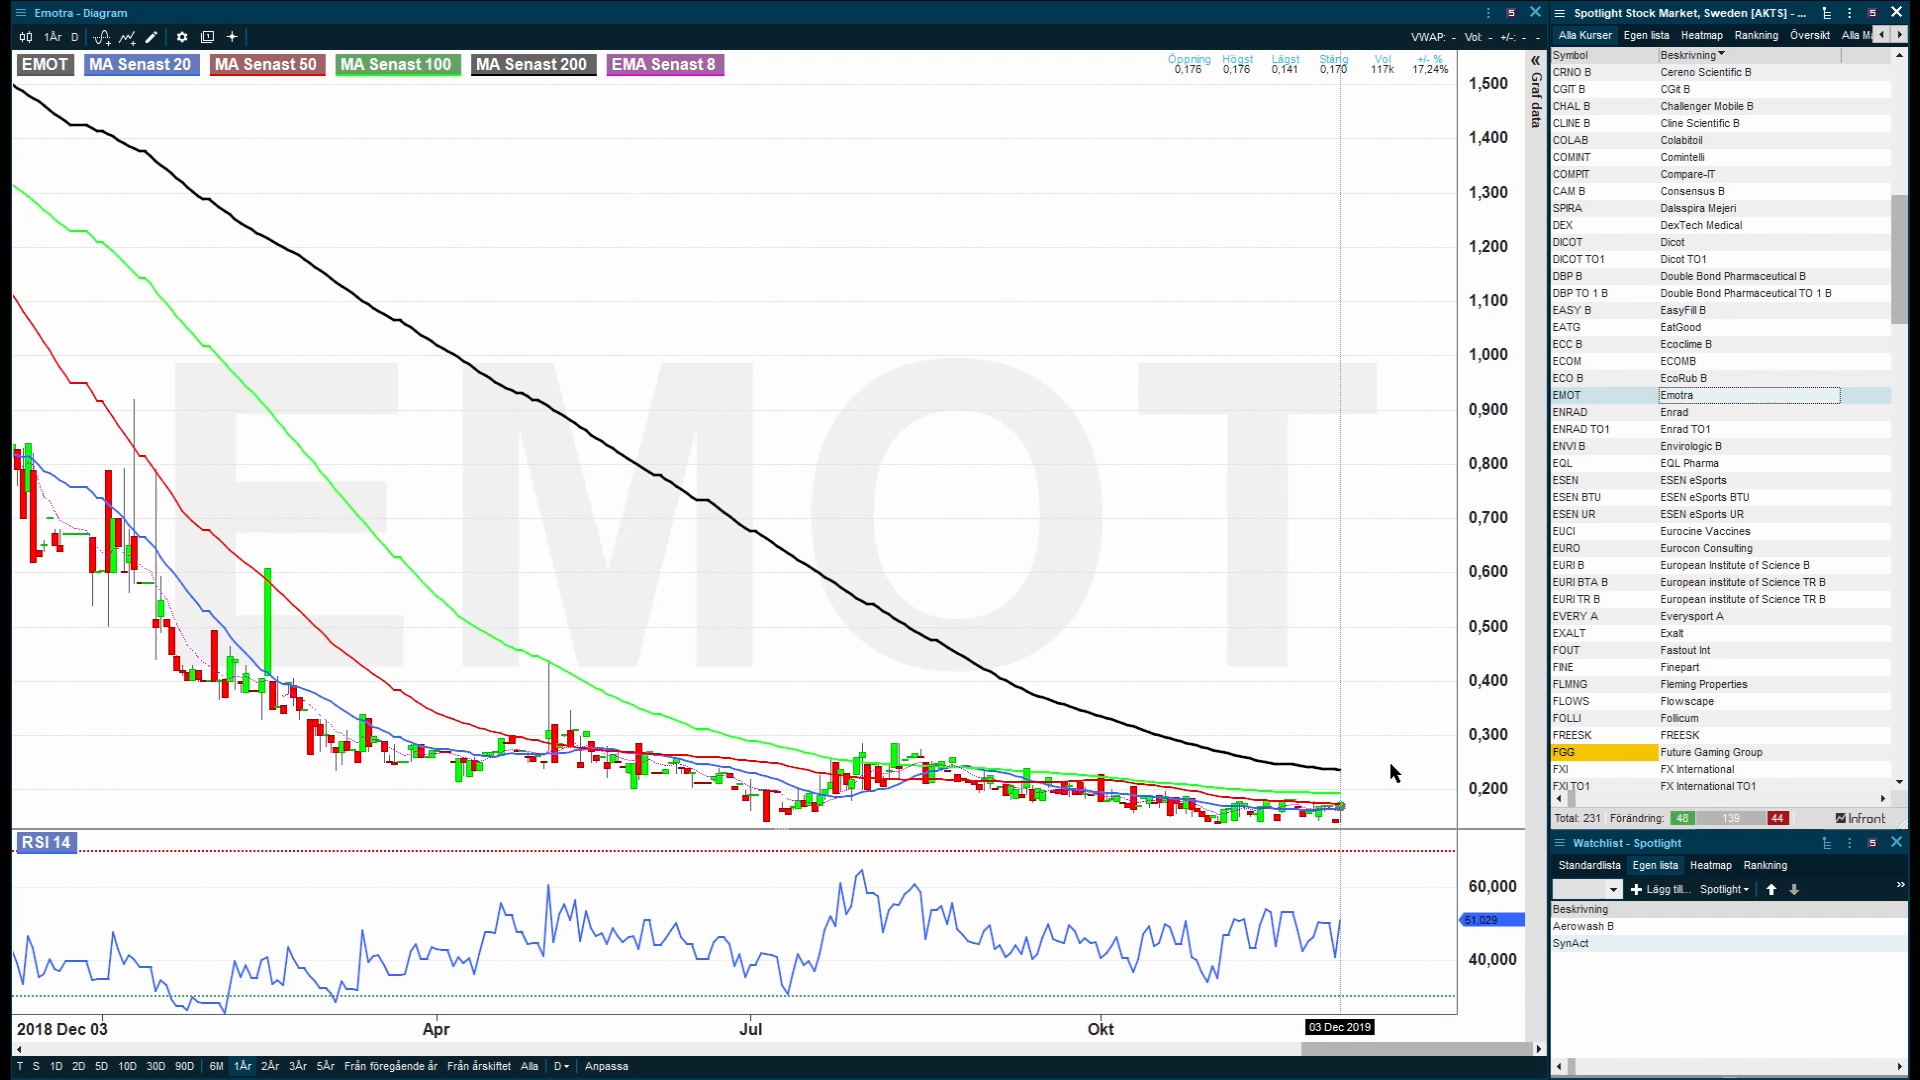 Emotra - Diagram
1År D
VWAP: - Vol: - +/-: - -
EMOT MA Senast 20 MA Senast 50 MA Senast 100 MA Senast 200 EMA Senast 8
Öppning Högst Lägst Stäng Vol +/- %
0,176 0,176 0,141 0,170 117k 17,24%
Graf data
EMOT
1,500
1,400
1,300
1,200
1,100
1,000
0,900
0,800
0,700
0,600
0,500
0,400
0,300
0,200
RSI 14
60,000
51,029
40,000
2018 Dec 03 Apr Jul Okt 03 Dec 2019
T S 1D 2D 5D 10D 30D 90D 6M 1År 2År 3År 5År Från föregående år Från årskiftet Alla D Anpassa
Spotlight Stock Market, Sweden [AKTS] - ...
Alla Kurser Egen lista Heatmap Rankning Översikt
Symbol Beskrivning
CRNO B Cereno Scientific B
CGIT B CGit B
CHAL B Challenger Mobile B
CLINE B Cline Scientific B
COLAB Colabitoil
COMINT Comintelli
COMPIT Compare-IT
CAM B Consensus B
SPIRA Dalsspira Mejeri
DEX DexTech Medical
DICOT Dicot
DICOT TO1 Dicot TO1
DBP B Double Bond Pharmaceutical B
DBP TO 1 B Double Bond Pharmaceutical TO 1 B
EASY B EasyFill B
EATG EatGood
ECC B Ecoclime B
ECOM ECOMB
ECO B EcoRub B
EMOT Emotra
ENRAD Enrad
ENRAD TO1 Enrad TO1
ENVI B Envirologic B
EQL EQL Pharma
ESEN ESEN eSports
ESEN BTU ESEN eSports BTU
ESEN UR ESEN eSports UR
EUCI Eurocine Vaccines
EURO Eurocon Consulting
EURI B European Institute of Science B
EURI BTA B European institute of Science TR B
EURI TR B European institute of Science TR B
EVERY A Everysport A
EXALT Exalt
FOUT Fastout Int
FINE Finepart
FLMNG Fleming Properties
FLOWS Flowscape
FOLLI Follicum
FREESK FREESK
FGG Future Gaming Group
FXI FX International
FXI TO1 FX International TO1
Total: 231 Förändring: 48 139 44 Infront
Watchlist - Spotlight
Standardlista Egen lista Heatmap Rankning
Lägg till... Spotlight
Beskrivning
Aerowash B
SynAct